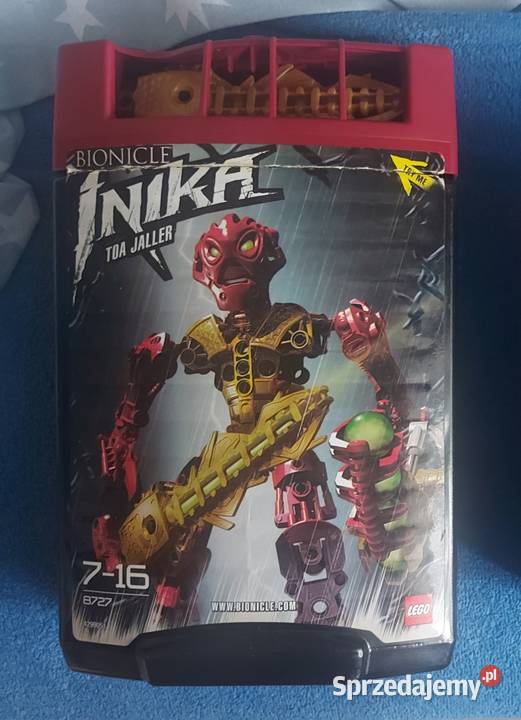 BIONICLE
INIKA
TOA JALLER
TRY ME
7-16
8727
WWW.BIONICLE.COM
LEGO
Sprzedajemy.pl